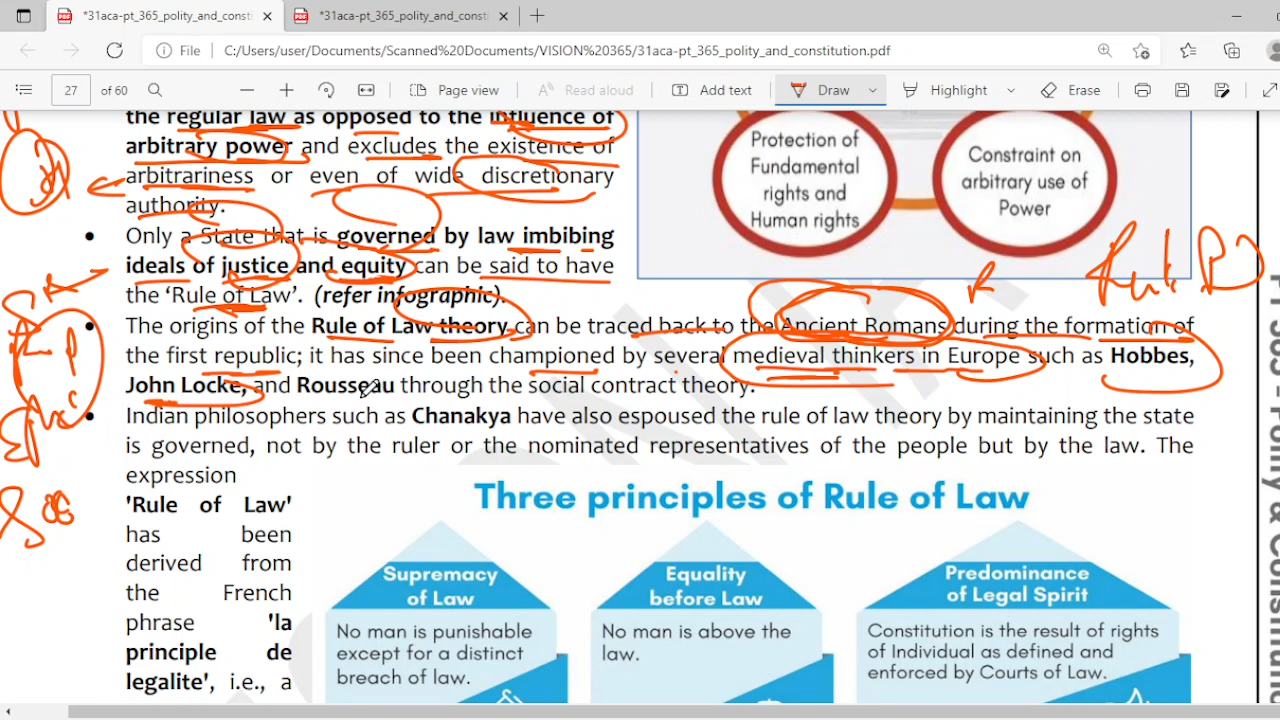 *31aca-pt_365_polity_and_consti
*31aca-pt_365_polity_and_consti
File
C:/Users/user/Documents/Scanned%20Documents/VISION%20365/31aca-pt_365_polity_and_constitution.pdf
27 of 60
Page view
Read aloud
Add text
Draw
Highlight
Erase
the regular law as opposed to the influence of
arbitrary power and excludes the existence of
arbitrariness or even of wide discretionary
authority.
Only a State that is governed by law imbibing
ideals of justice and equity can be said to have
the ‘Rule of Law’. (refer infographic).
Protection of
Fundamental
rights and
Human rights
Constraint on
arbitrary use of
Power
The origins of the Rule of Law theory can be traced back to the Ancient Romans during the formation of
the first republic; it has since been championed by several medieval thinkers in Europe such as Hobbes,
John Locke, and Rousseau through the social contract theory.
Indian philosophers such as Chanakya have also espoused the rule of law theory by maintaining the state
is governed, not by the ruler or the nominated representatives of the people but by the law. The
expression
'Rule of Law'
has been
derived from
the French
phrase 'la
principle de
legalite', i.e., a
Three principles of Rule of Law
Supremacy
of Law
No man is punishable
except for a distinct
breach of law.
Equality
before Law
No man is above the
law.
Predominance
of Legal Spirit
Constitution is the result of rights
of Individual as defined and
enforced by Courts of Law.